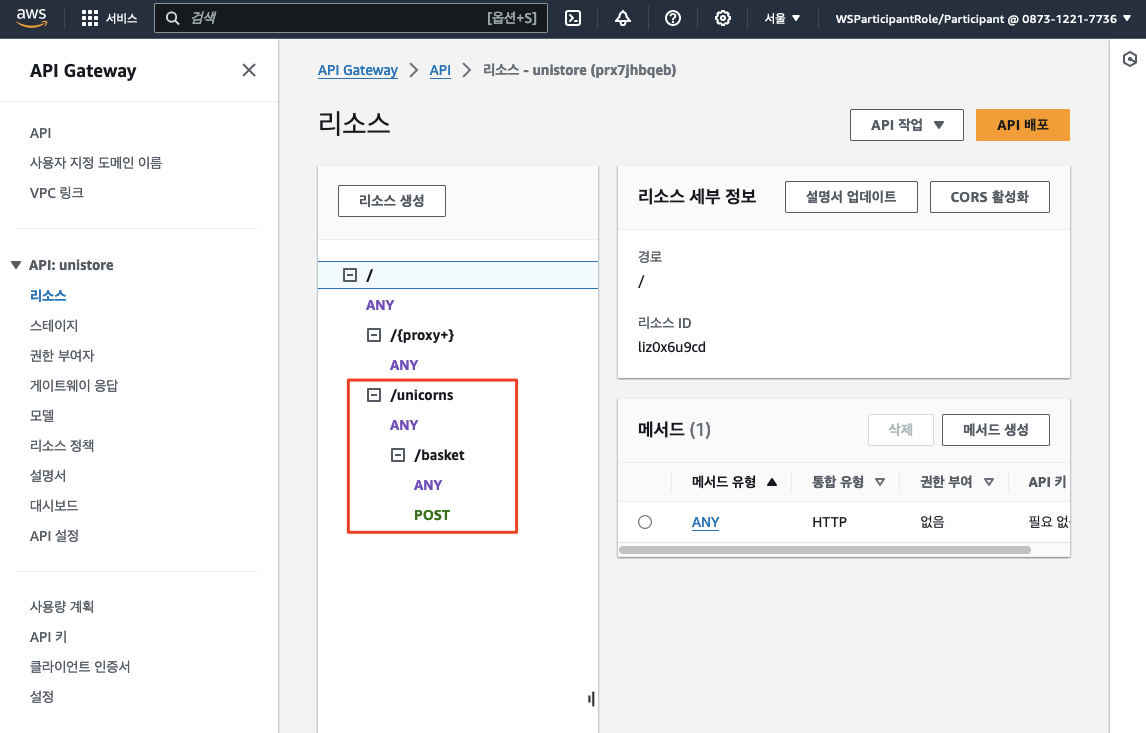 aws 서비스 검색 [옵션+S] 서울 ▼ WSParticipantRole/Participant @ 0873-1221-7736 ▼
API Gateway
API
사용자 지정 도메인 이름
VPC 링크
▼ API: unistore
리소스
스테이지
권한 부여자
게이트웨이 응답
모델
리소스 정책
설명서
대시보드
API 설정
사용량 계획
API 키
클라이언트 인증서
설정
API Gateway > API > 리소스 - unistore (prx7jhbqeb)
리소스
API 작업 ▼ API 배포
리소스 생성
/
ANY
/{proxy+}
ANY
/unicorns
ANY
/basket
ANY
POST
리소스 세부 정보 설명서 업데이트 CORS 활성화
경로
/
리소스 ID
liz0x6u9cd
메서드 (1) 삭제 메서드 생성
메서드 유형 ▲ 통합 유형 ▽ 권한 부여 ▽ API 키
ANY HTTP 없음 필요 없